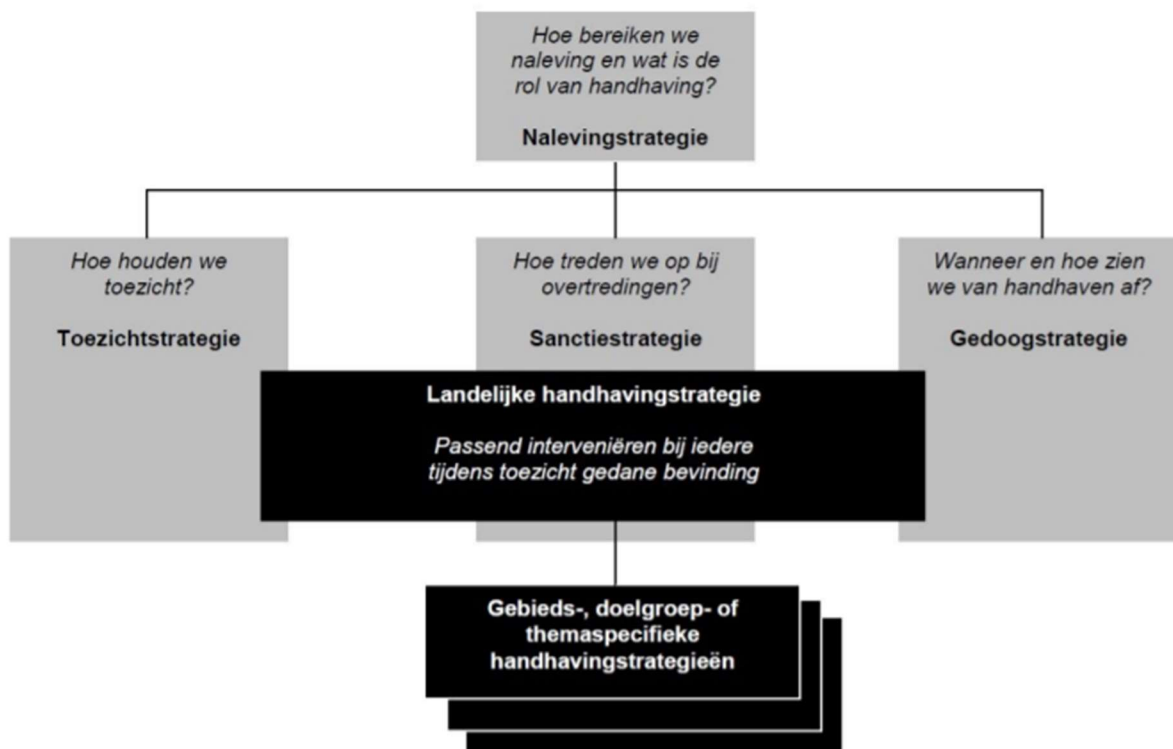 Hoe bereiken we
naleving en wat is de
rol van handhaving?
Nalevingstrategie
Hoe houden we
toezicht?
Toezichtstrategie
Hoe treden we op bij
overtredingen?
Sanctiestrategie
Wanneer en hoe zien
we van handhaven af?
Gedoogstrategie
Landelijke handhavingstrategie
Passend interveniëren bij iedere
tijdens toezicht gedane bevinding
Gebieds-, doelgroep- of
themaspecifieke
handhavingstrategieën